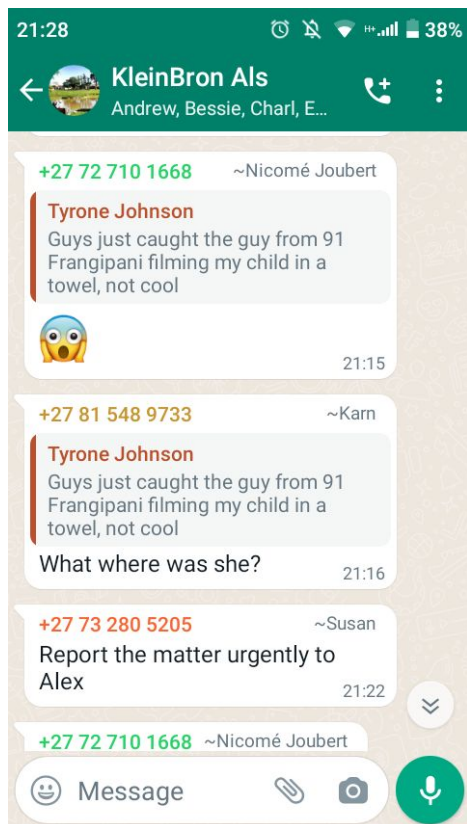 21:28 H+ 38%
KleinBron Als
Andrew, Bessie, Charl, E...
+27 72 710 1668 ~Nicomé Joubert
Tyrone Johnson
Guys just caught the guy from 91
Frangipani filming my child in a
towel, not cool
21:15
+27 81 548 9733 ~Karn
Tyrone Johnson
Guys just caught the guy from 91
Frangipani filming my child in a
towel, not cool
What where was she?
21:16
+27 73 280 5205 ~Susan
Report the matter urgently to
Alex
21:22
+27 72 710 1668 ~Nicomé Joubert
Message